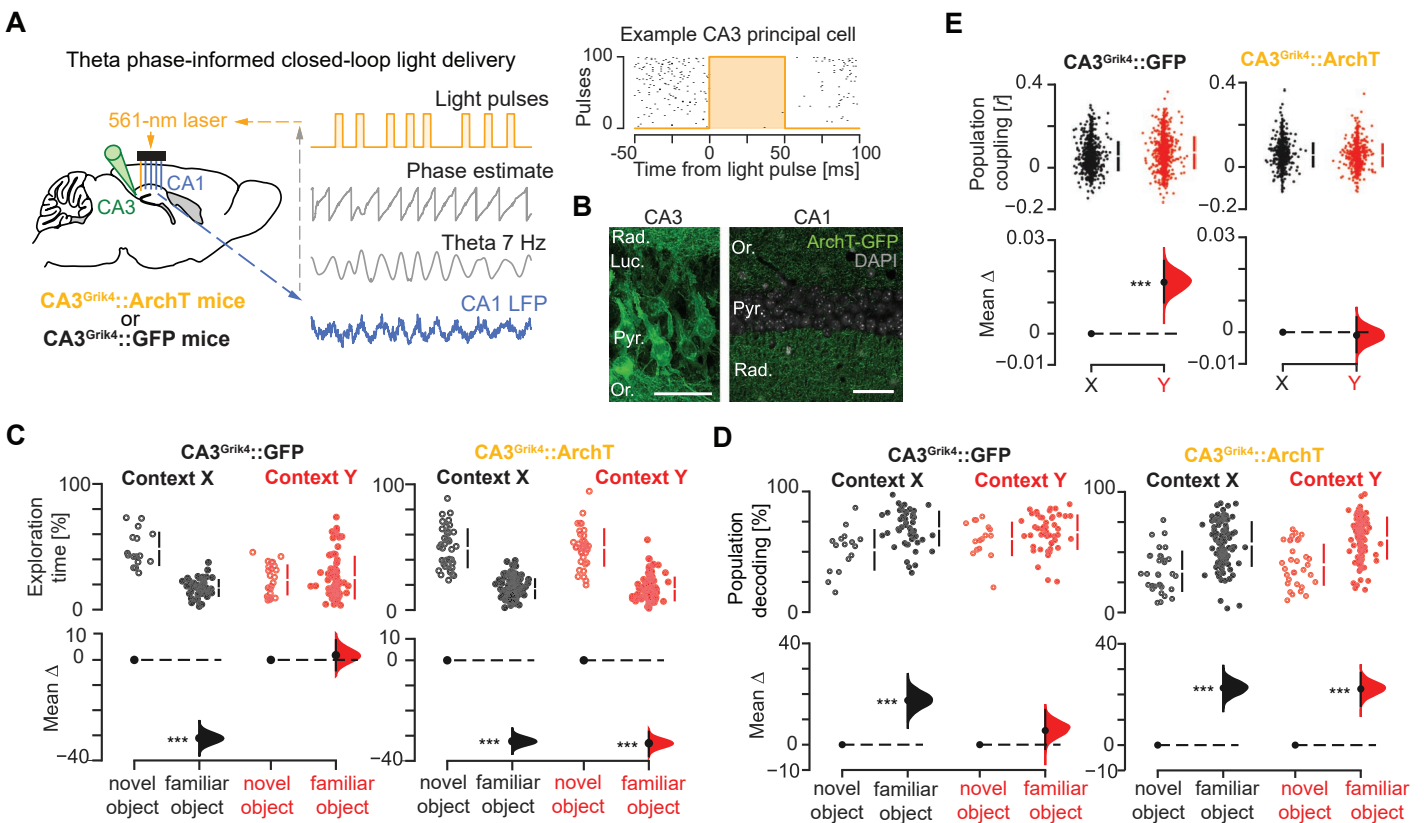 A
Theta phase-informed closed-loop light delivery
561-nm laser
CA1
CA3
CA3Grik4::ArchT mice
or
CA3Grik4::GFP mice
Light pulses
Phase estimate
Theta 7 Hz
CA1 LFP
Example CA3 principal cell
100
Pulses
0
-50
0
50
100
Time from light pulse [ms]
B
CA3
CA1
Rad.
Luc.
Pyr.
Or.
Or.
ArchT-GFP
DAPI
Pyr.
Rad.
E
CA3Grik4::GFP
CA3Grik4::ArchT
Population
coupling [r]
0.4
0
−0.2
0.4
0
−0.2
Mean Δ
0.03
***
0
−0.01
X
Y
0.03
0
−0.01
X
Y
C
CA3Grik4::GFP
CA3Grik4::ArchT
Context X
Context Y
Context X
Context Y
Exploration
time [%]
100
0
100
0
Mean Δ
10
0
−40
***
10
0
−40
***
***
novel
object
familiar
object
novel
object
familiar
object
novel
object
familiar
object
novel
object
familiar
object
D
CA3Grik4::GFP
CA3Grik4::ArchT
Context X
Context Y
Context X
Context Y
Population
decoding [%]
100
0
100
0
Mean Δ
40
***
0
−10
40
***
***
0
−10
novel
object
familiar
object
novel
object
familiar
object
novel
object
familiar
object
novel
object
familiar
object